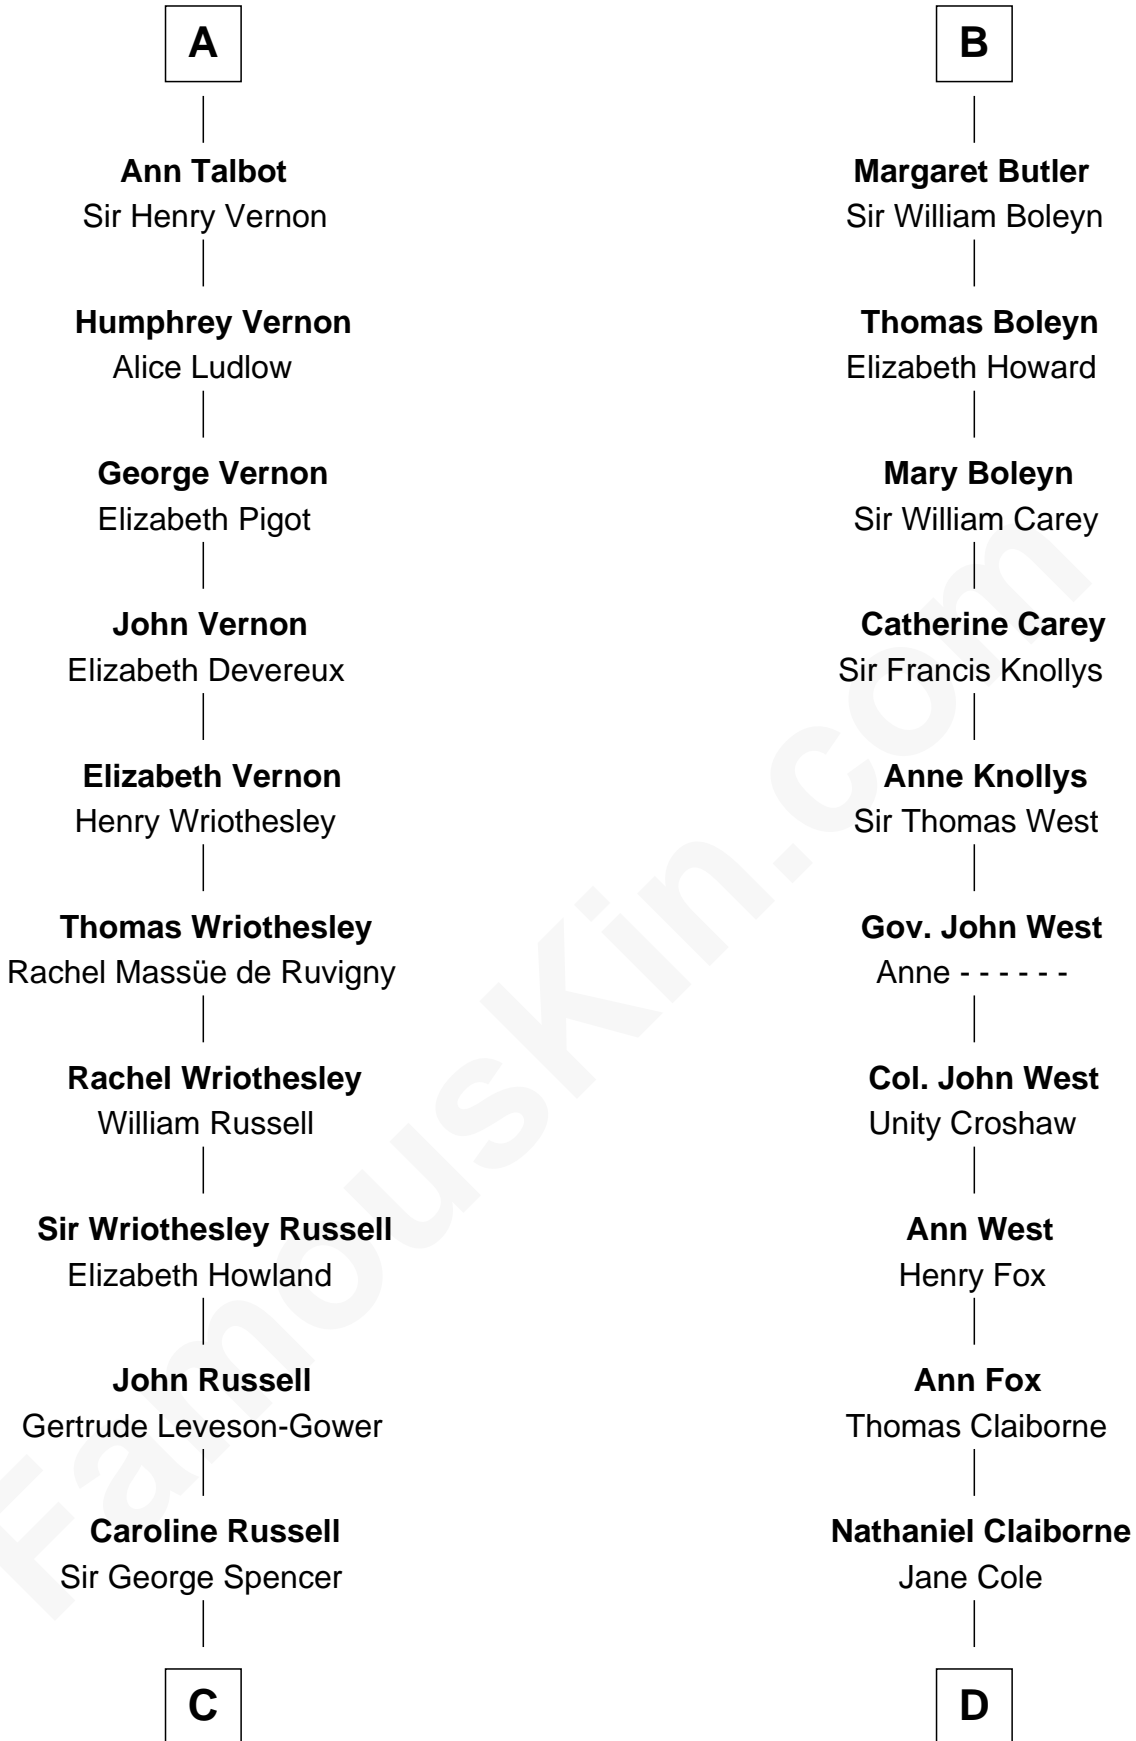 A
Ann Talbot
Sir Henry Vernon
Humphrey Vernon
Alice Ludlow
George Vernon
Elizabeth Pigot
John Vernon
Elizabeth Devereux
Elizabeth Vernon
Henry Wriothesley
Thomas Wriothesley
Rachel Massüe de Ruvigny
Rachel Wriothesley
William Russell
Sir Wriothesley Russell
Elizabeth Howland
John Russell
Gertrude Leveson-Gower
Caroline Russell
Sir George Spencer
C
B
Margaret Butler
Sir William Boleyn
Thomas Boleyn
Elizabeth Howard
Mary Boleyn
Sir William Carey
Catherine Carey
Sir Francis Knollys
Anne Knollys
Sir Thomas West
Gov. John West
Anne - - - - - -
Col. John West
Unity Croshaw
Ann West
Henry Fox
Ann Fox
Thomas Claiborne
Nathaniel Claiborne
Jane Cole
D
FamousKin.com